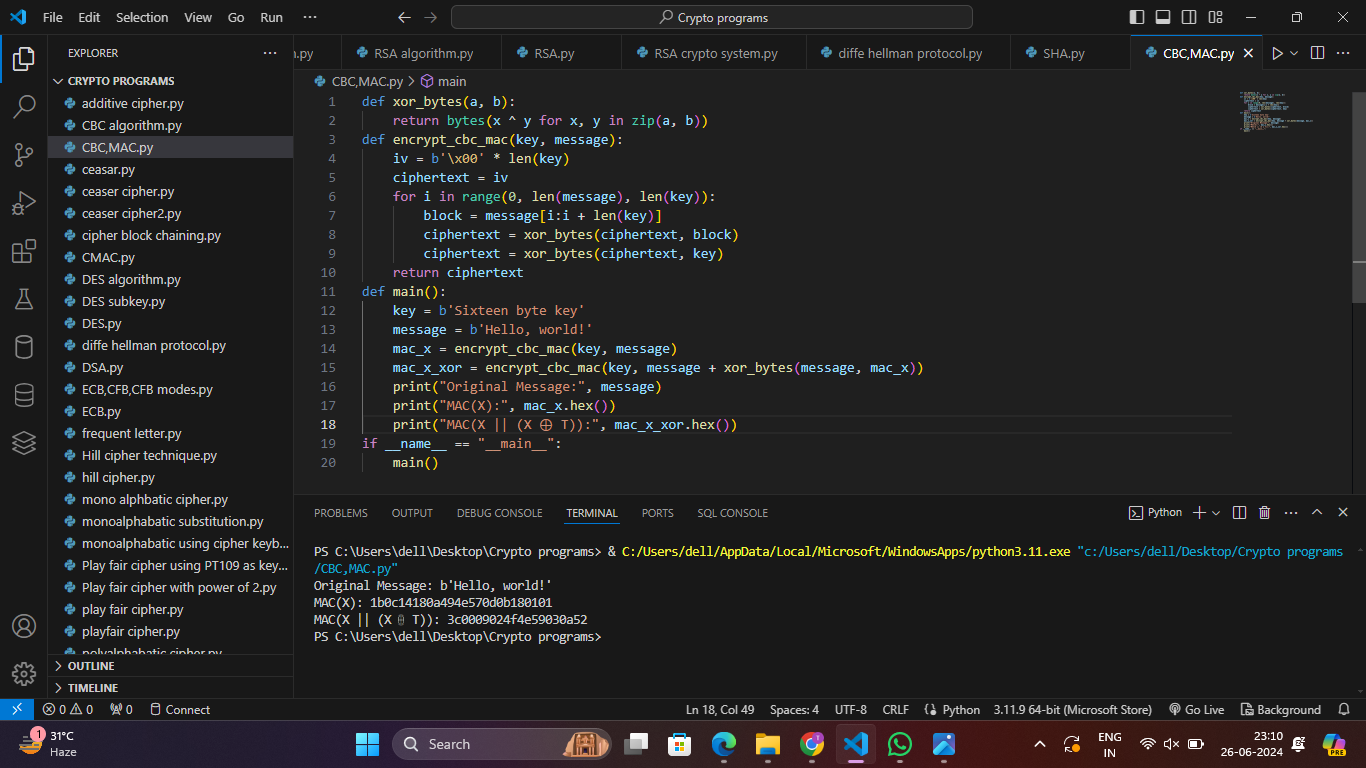 File Edit Selection View Go Run ··· Crypto programs
EXPLORER ···
CRYPTO PROGRAMS
additive cipher.py
CBC algorithm.py
CBC,MAC.py
ceasar.py
ceaser cipher.py
ceaser cipher2.py
cipher block chaining.py
CMAC.py
DES algorithm.py
DES subkey.py
DES.py
diffe hellman protocol.py
DSA.py
ECB,CFB,CFB modes.py
ECB.py
frequent letter.py
Hill cipher technique.py
hill cipher.py
mono alphbatic cipher.py
monoalphabatic substitution.py
monoalphabatic using cipher keyb...
Play fair cipher using PT109 as key...
Play fair cipher with power of 2.py
play fair cipher.py
playfair cipher.py
polyalphabatic cipher.py
OUTLINE
TIMELINE
n.py RSA algorithm.py RSA.py RSA crypto system.py diffe hellman protocol.py SHA.py CBC,MAC.py
CBC,MAC.py > main
1 def xor_bytes(a, b):
2 return bytes(x ^ y for x, y in zip(a, b))
3 def encrypt_cbc_mac(key, message):
4 iv = b'\x00' * len(key)
5 ciphertext = iv
6 for i in range(0, len(message), len(key)):
7 block = message[i:i + len(key)]
8 ciphertext = xor_bytes(ciphertext, block)
9 ciphertext = xor_bytes(ciphertext, key)
10 return ciphertext
11 def main():
12 key = b'Sixteen byte key'
13 message = b'Hello, world!'
14 mac_x = encrypt_cbc_mac(key, message)
15 mac_x_xor = encrypt_cbc_mac(key, message + xor_bytes(message, mac_x))
16 print("Original Message:", message)
17 print("MAC(X):", mac_x.hex())
18 print("MAC(X || (X ⊕ T)):", mac_x_xor.hex())
19 if __name__ == "__main__":
20 main()
PROBLEMS OUTPUT DEBUG CONSOLE TERMINAL PORTS SQL CONSOLE Python
PS C:\Users\dell\Desktop\Crypto programs> & C:/Users/dell/AppData/Local/Microsoft/WindowsApps/python3.11.exe "c:/Users/dell/Desktop/Crypto programs
/CBC,MAC.py"
Original Message: b'Hello, world!'
MAC(X): 1b0c14180a494e570d0b180101
MAC(X || (X ⊕ T)): 3c0009024f4e59030a52
PS C:\Users\dell\Desktop\Crypto programs>
0 0 0 Connect Ln 18, Col 49 Spaces: 4 UTF-8 CRLF Python 3.11.9 64-bit (Microsoft Store) Go Live Background
1 31°C
Haze
Search
ENG
IN
23:10
26-06-2024
PRE